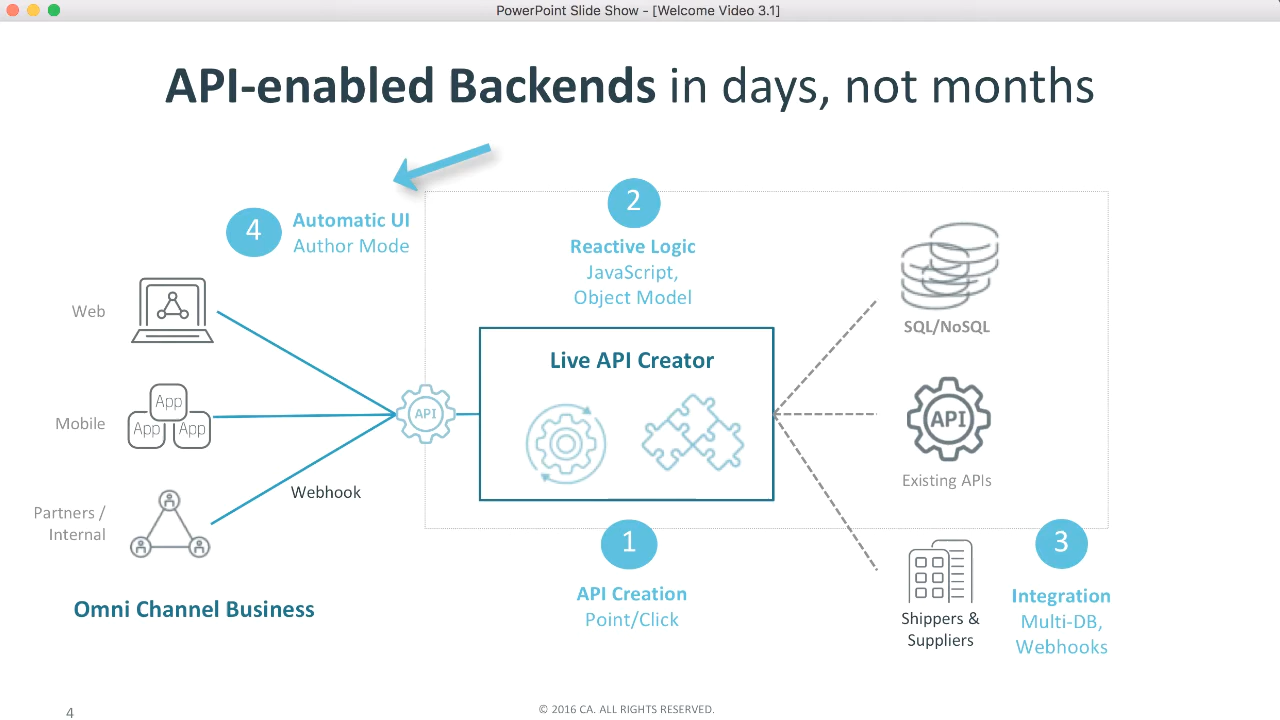 PowerPoint Slide Show - [Welcome Video 3.1]
API-enabled Backends in days, not months
4
Automatic UI
Author Mode
2
Reactive Logic
JavaScript,
Object Model
Web
SQL/NoSQL
Live API Creator
App
App
App
Mobile
API
API
Existing APIs
Webhook
Partners /
Internal
1
API Creation
Point/Click
3
Integration
Multi-DB,
Webhooks
Shippers &
Suppliers
Omni Channel Business
4
© 2016 CA. ALL RIGHTS RESERVED.